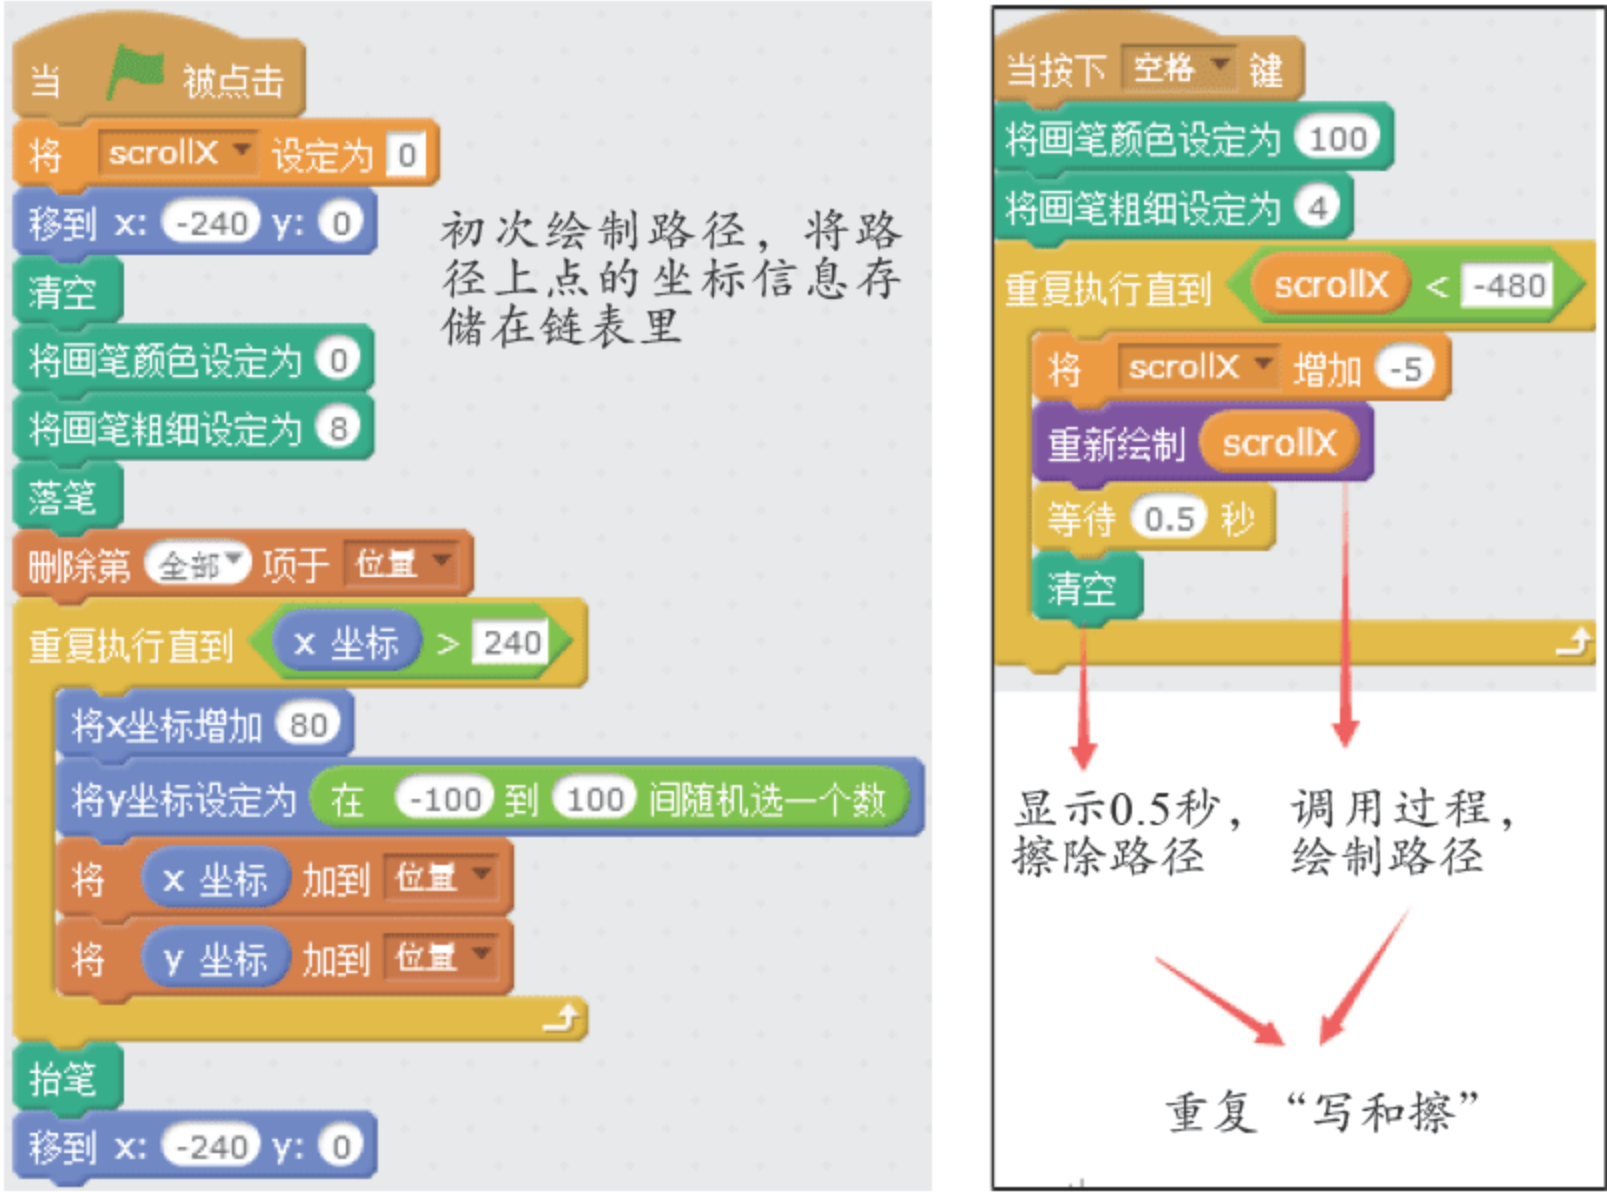 当 被点击
将 scrollX 设定为 0
移到 x: -240 y: 0
清空
将画笔颜色设定为 0
将画笔粗细设定为 8
落笔
删除第 全部 项于 位置
重复执行直到 x 坐标 > 240
将x坐标增加 80
将y坐标设定为 在 -100 到 100 间随机选一个数
将 x 坐标 加到 位置
将 y 坐标 加到 位置
抬笔
移到 x: -240 y: 0
初次绘制路径，将路
径上点的坐标信息存
储在链表里
当按下 空格 键
将画笔颜色设定为 100
将画笔粗细设定为 4
重复执行直到 scrollX < -480
将 scrollX 增加 -5
重新绘制 scrollX
等待 0.5 秒
清空
显示0.5秒，
擦除路径
调用过程，
绘制路径
重复“写和擦”